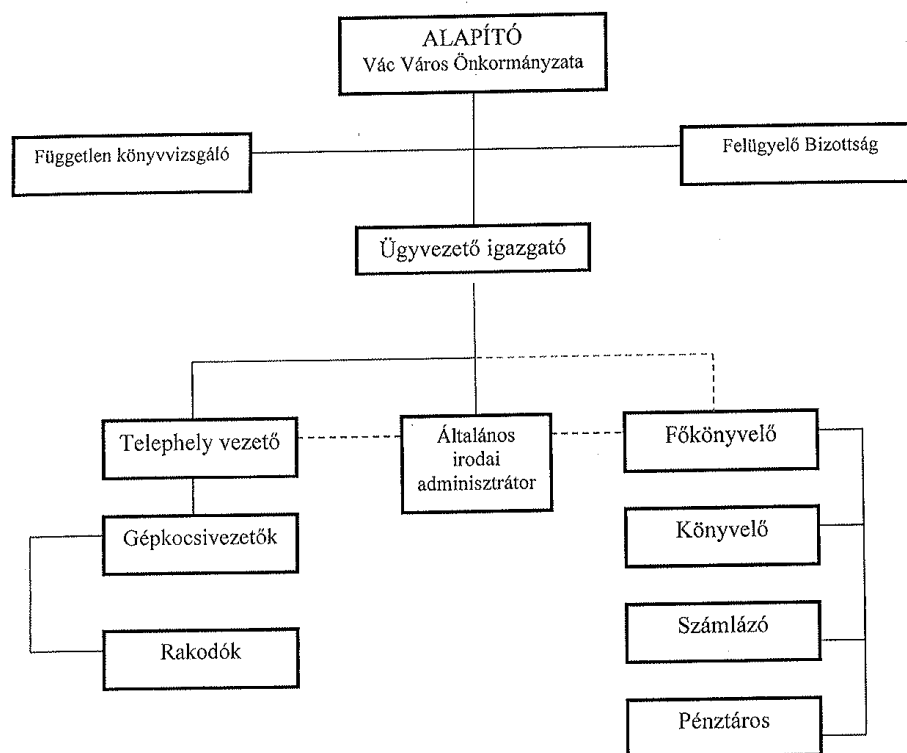 ALAPÍTÓ
Vác Város Önkormányzata
Független könyvvizsgáló
Felügyelő Bizottság
Ügyvezető igazgató
Telephely vezető
Általános
irodai
adminisztrátor
Főkönyvelő
Gépkocsivezetők
Könyvelő
Rakodók
Számlázó
Pénztáros